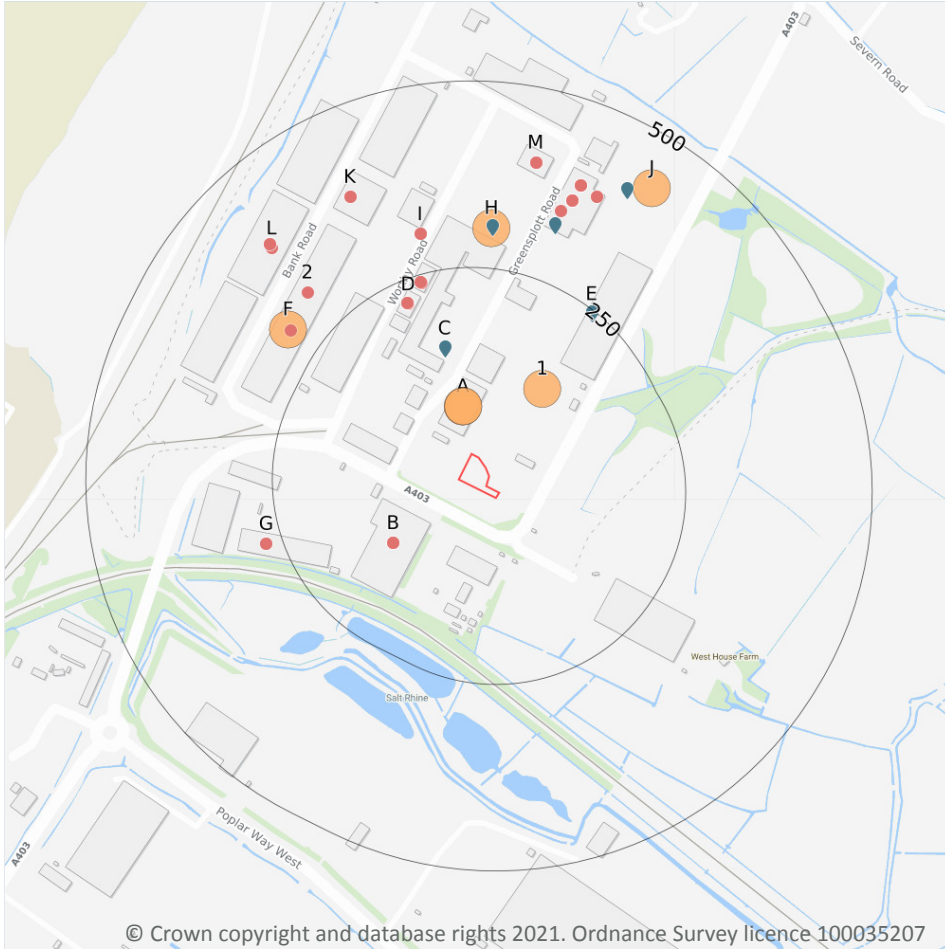 A403
Severn Road
500
M
J
K
H
I
L
Bank Road
Greensplott Road
2
D
Worthy Road
E
250
F
C
1
A
A403
G
B
West House Farm
Salt Rhine
Poplar Way West
A403
© Crown copyright and database rights 2021. Ordnance Survey licence 100035207